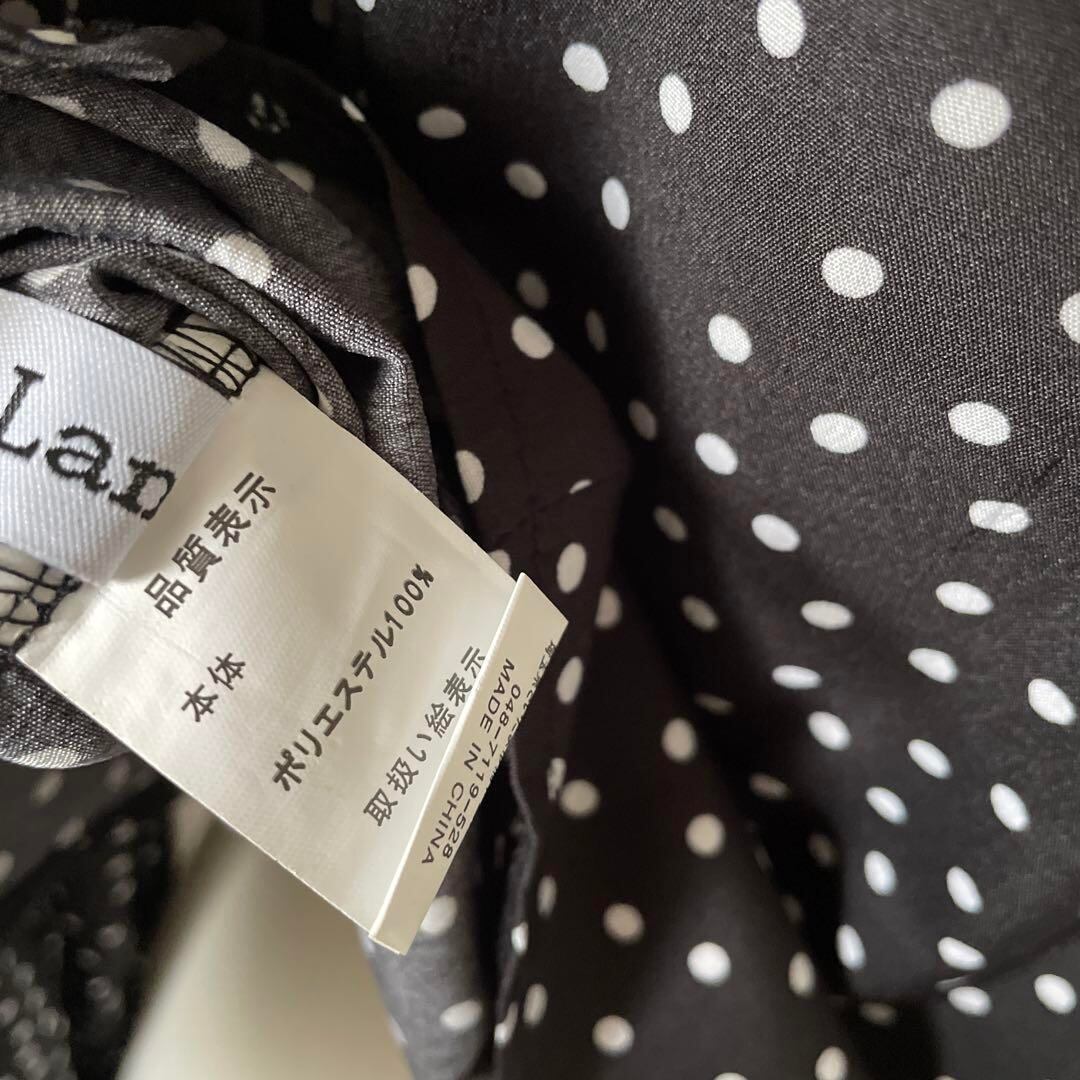 Lan
品質表示
本体
ポリエステル100%
取扱い絵表示
048-7119-528
MADE IN CHINA